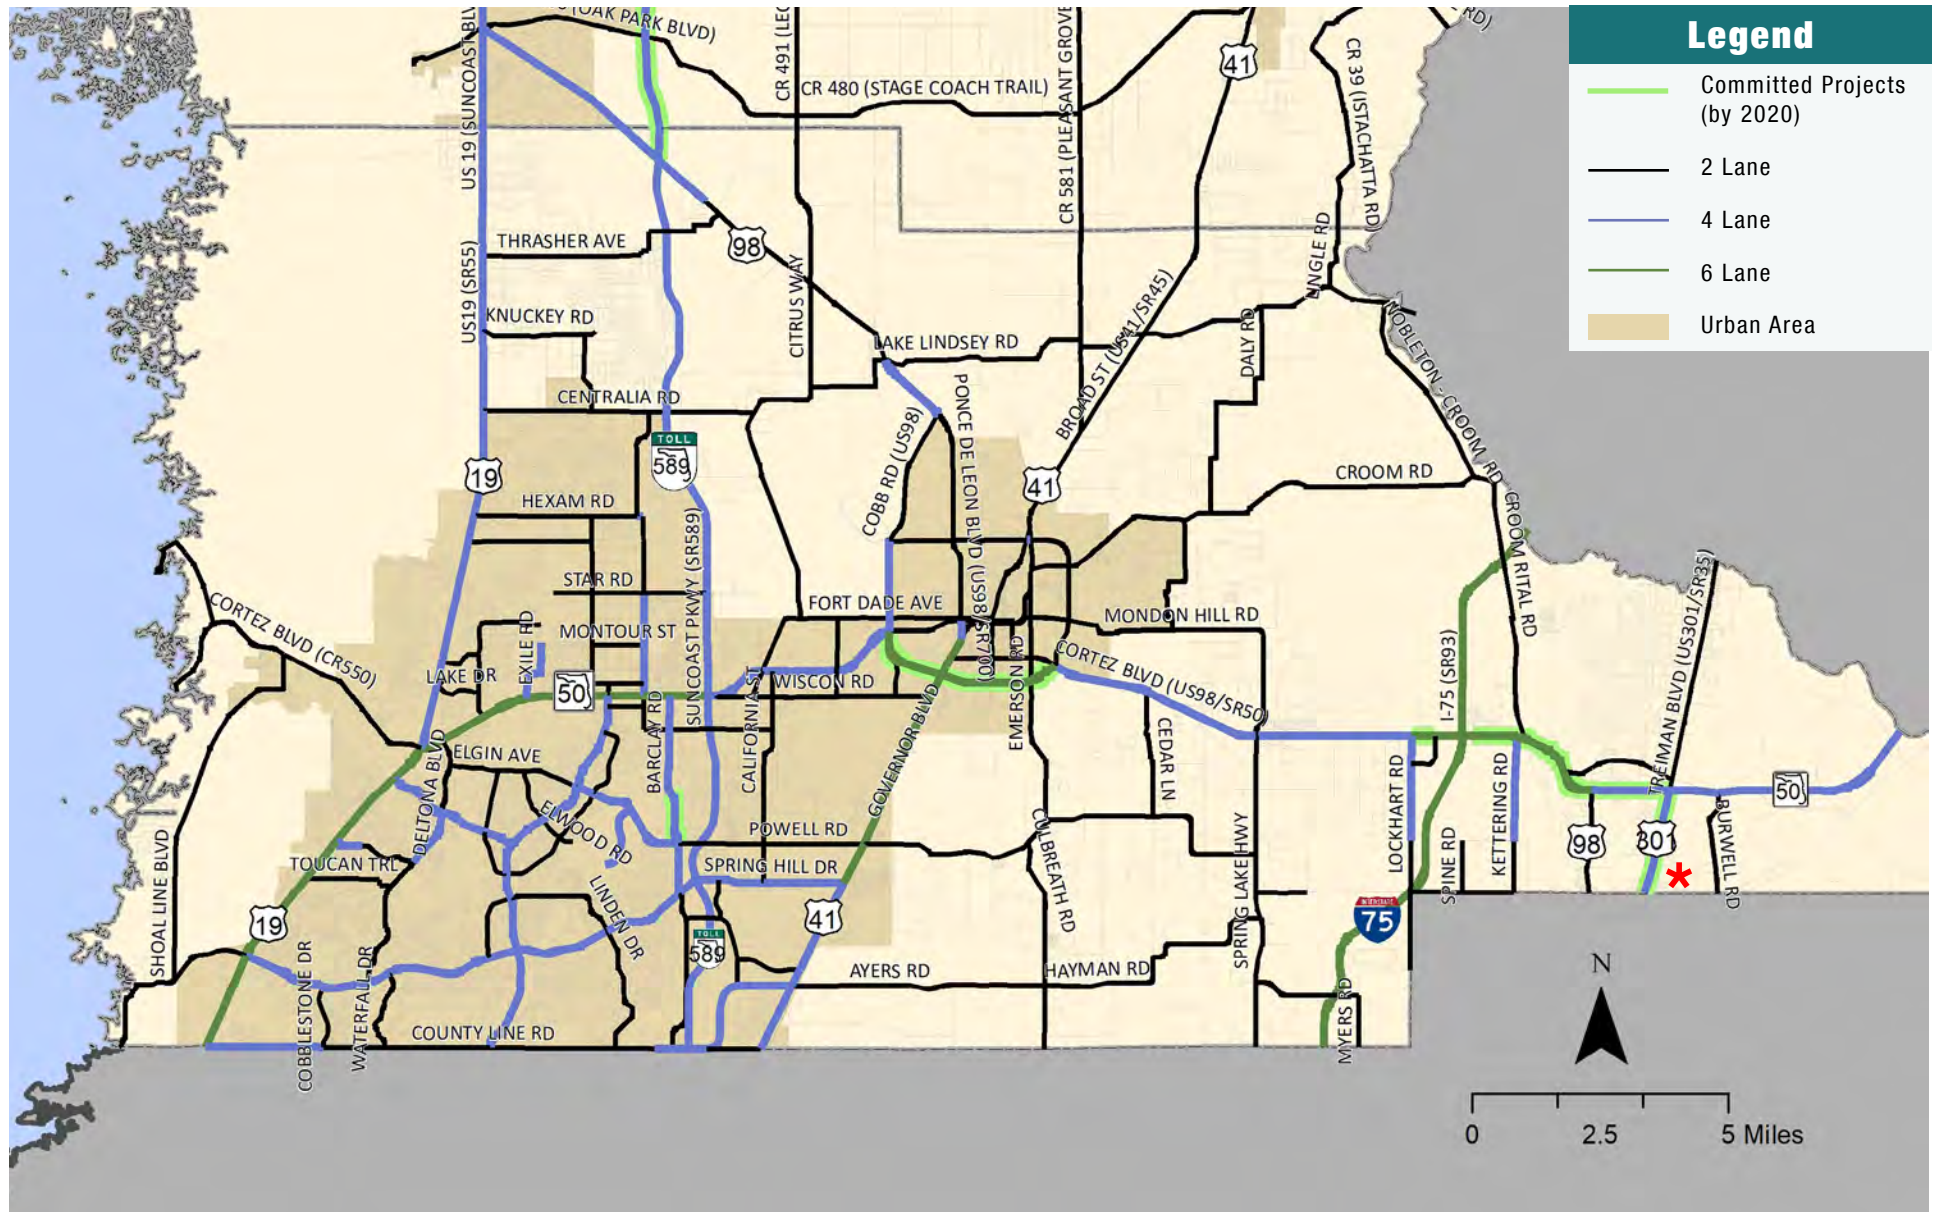 Legend
Committed Projects
(by 2020)
2 Lane
4 Lane
6 Lane
Urban Area
(OAK PARK BLVD)
US 19 (SUNCOAST BLV
CR 491 (LEC
CR 480 (STAGE COACH TRAIL)
CR 581 (PLEASANT GROVE
41
CR 39 (ISTACHATTA RD)
RD)
US19 (SR55)
THRASHER AVE
98
CITRUS WAY
LINGLE RD
KNUCKEY RD
LAKE LINDSEY RD
BROAD ST (US41/SR45)
DALY RD
NOBLETON - CROOM RD
CENTRALIA RD
TOLL
589
19
COBB RD (US98)
PONCE DE LEON BLVD (US98/SR700)
41
CROOM RD
HEXAM RD
SUNCOAST PKWY (SR589)
CROOM RITAL RD
STAR RD
FORT DADE AVE
MONDON HILL RD
TREIMAN BLVD (US301/SR35)
CORTEZ BLVD (CR550)
EXILE RD
MONTOUR ST
LAKE DR
50
WISCON RD
CALIFORNIA ST
EMERSON RD
CORTEZ BLVD (US98/SR50)
I-75 (SR93)
BARCLAY RD
GOVERNOR BLVD
CEDAR LN
ELGIN AVE
DELTONA BLVD
ELWOOD RD
POWELL RD
CULBREATH RD
SPRING LAKE HWY
LOCKHART RD
SPINE RD
KETTERING RD
50
98
301
*
BURWELL RD
SHOAL LINE BLVD
TOUCAN TRL
SPRING HILL DR
LINDEN DR
19
41
INTERSTATE
75
TOLL
589
AYERS RD
HAYMAN RD
COBBLESTONE DR
WATERFALL DR
COUNTY LINE RD
MYERS RD
N
0 2.5 5 Miles